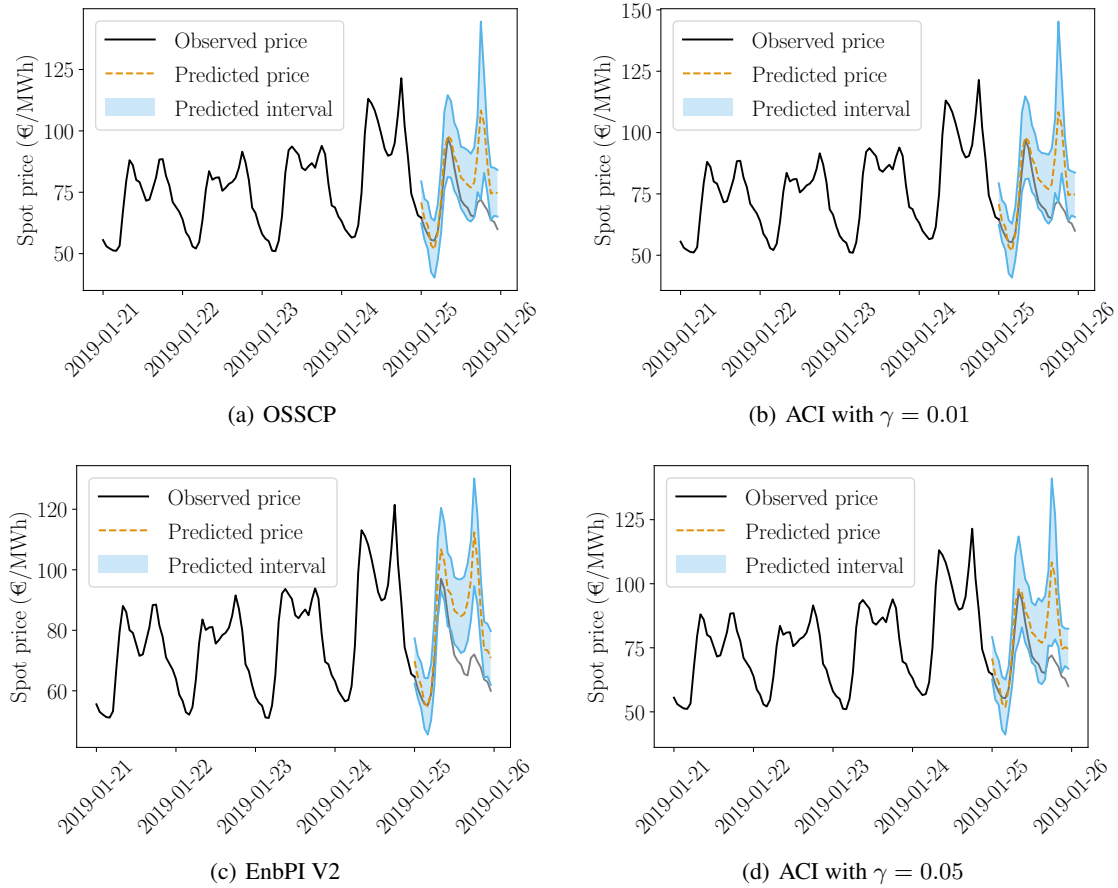 Spot price (€/MWh)
125
100
75
50
Observed price
Predicted price
Predicted interval
2019-01-21
2019-01-22
2019-01-23
2019-01-24
2019-01-25
2019-01-26
(a) OSSCP
Spot price (€/MWh)
150
125
100
75
50
Observed price
Predicted price
Predicted interval
2019-01-21
2019-01-22
2019-01-23
2019-01-24
2019-01-25
2019-01-26
(b) ACI with γ = 0.01
Spot price (€/MWh)
120
100
80
60
Observed price
Predicted price
Predicted interval
2019-01-21
2019-01-22
2019-01-23
2019-01-24
2019-01-25
2019-01-26
(c) EnbPI V2
Spot price (€/MWh)
125
100
75
50
Observed price
Predicted price
Predicted interval
2019-01-21
2019-01-22
2019-01-23
2019-01-24
2019-01-25
2019-01-26
(d) ACI with γ = 0.05